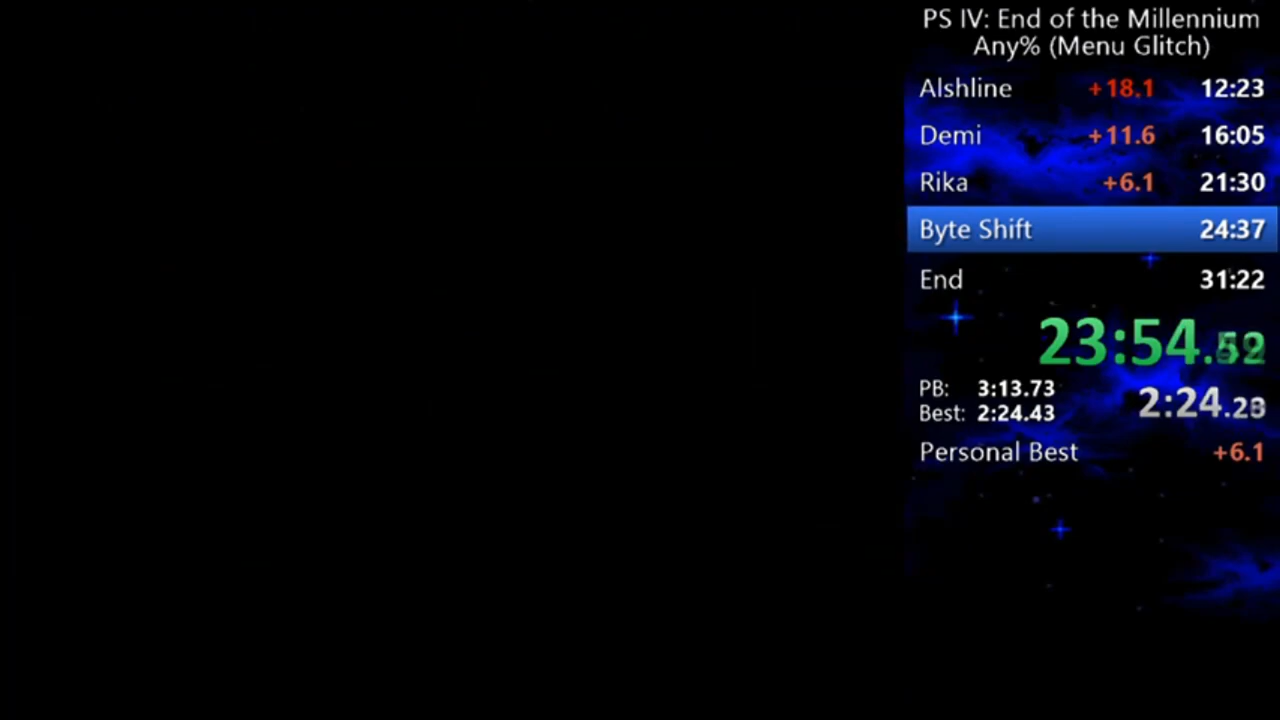 PS IV: End of the Millennium
Any% (Menu Glitch)
Alshline +18.1 12:23
Demi +11.6 16:05
Rika +6.1 21:30
Byte Shift 24:37
End 31:22
23:54.59
PB: 3:13.73
Best: 2:24.43
2:24.28
Personal Best +6.1